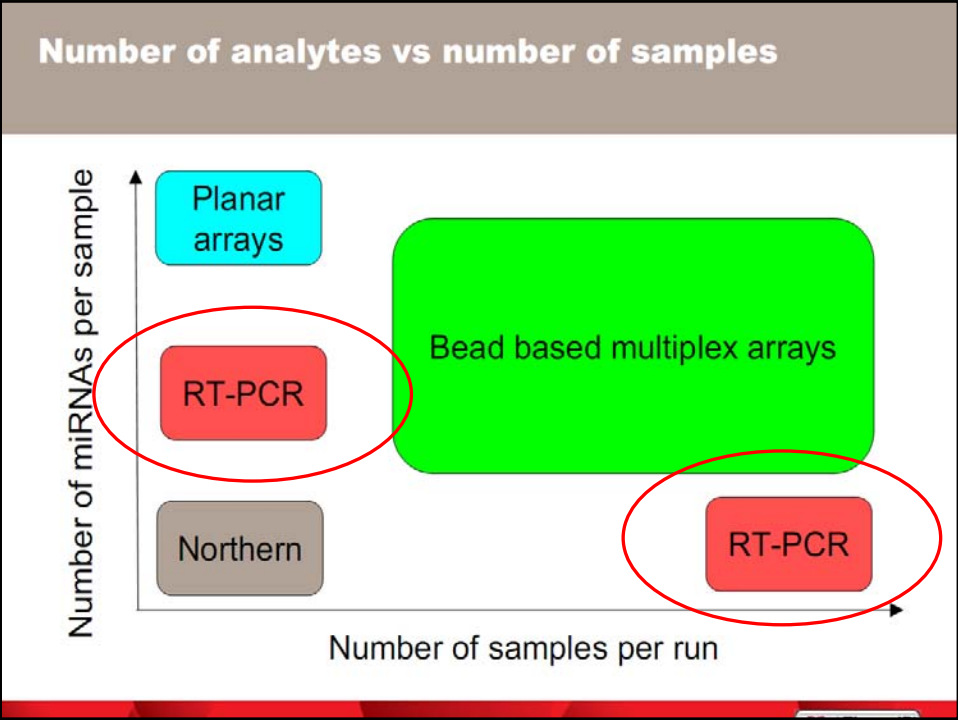 Number of analytes vs number of samples
Number of miRNAs per sample
Planar
arrays
Bead based multiplex arrays
RT-PCR
Northern
RT-PCR
Number of samples per run